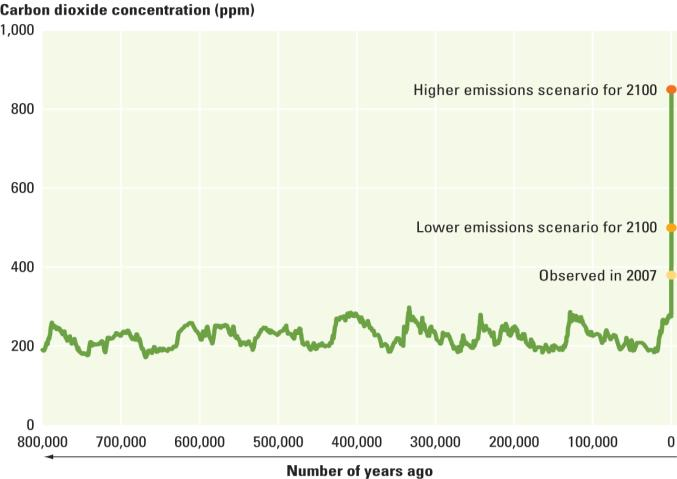 Carbon dioxide concentration (ppm)
1,000
Higher emissions scenario for 2100
800
600
Lower emissions scenario for 2100
400
Observed in 2007
200
0
800,000 700,000 600,000 500,000 400,000 300,000 200,000 100,000 0
Number of years ago